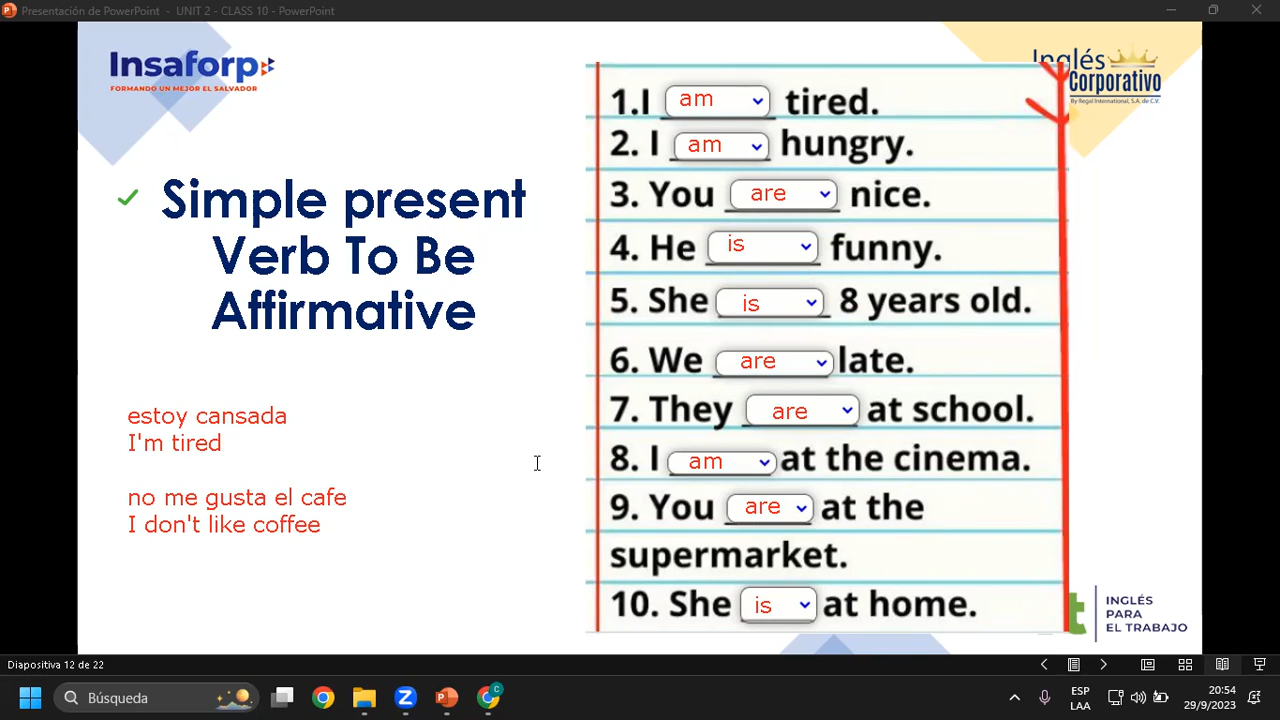 Presentación de PowerPoint - UNIT 2 - CLASS 10 - PowerPoint
Insaforp
FORMANDO UN MEJOR EL SALVADOR
Inglés
Corporativo
By Regal International, S.A. de C.V.
✓ Simple present
Verb To Be
Affirmative
estoy cansada
I'm tired
no me gusta el cafe
I don't like coffee
1.I am tired.
2. I am hungry.
3. You are nice.
4. He is funny.
5. She is 8 years old.
6. We are late.
7. They are at school.
8. I am at the cinema.
9. You are at the
supermarket.
10. She is at home.
t INGLÉS
PARA
EL TRABAJO
Diapositiva 12 de 22
Búsqueda
ESP
LAA
20:54
29/9/2023